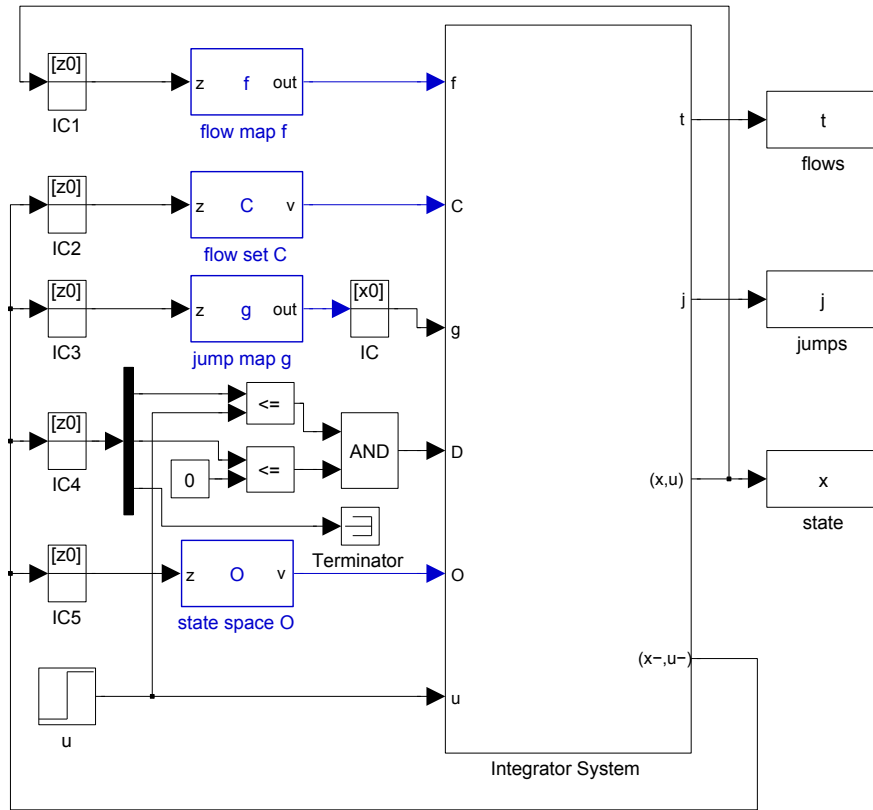 [z0]
IC1
z
f
out
flow map f
f
t
t
flows
[z0]
IC2
z
C
v
flow set C
C
[z0]
IC3
z
g
out
jump map g
[x0]
IC
g
j
j
jumps
[z0]
IC4
<=
0
<=
AND
D
Terminator
(x,u)
x
state
[z0]
IC5
z
O
v
state space O
O
(x−,u−)
u
u
Integrator System